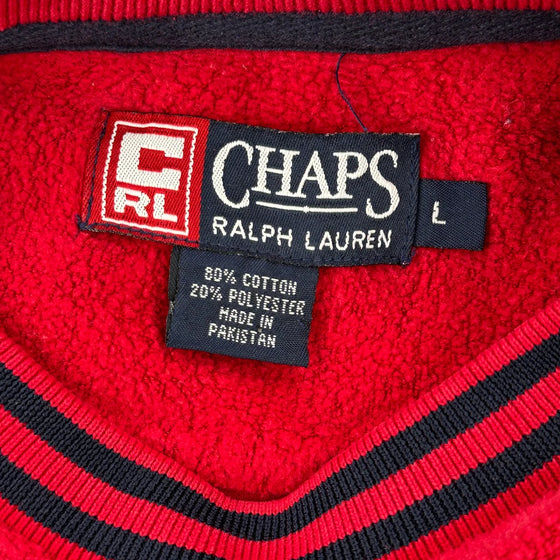 C
RL
CHAPS
RALPH LAUREN
L
80% COTTON
20% POLYESTER
MADE IN
PAKISTAN